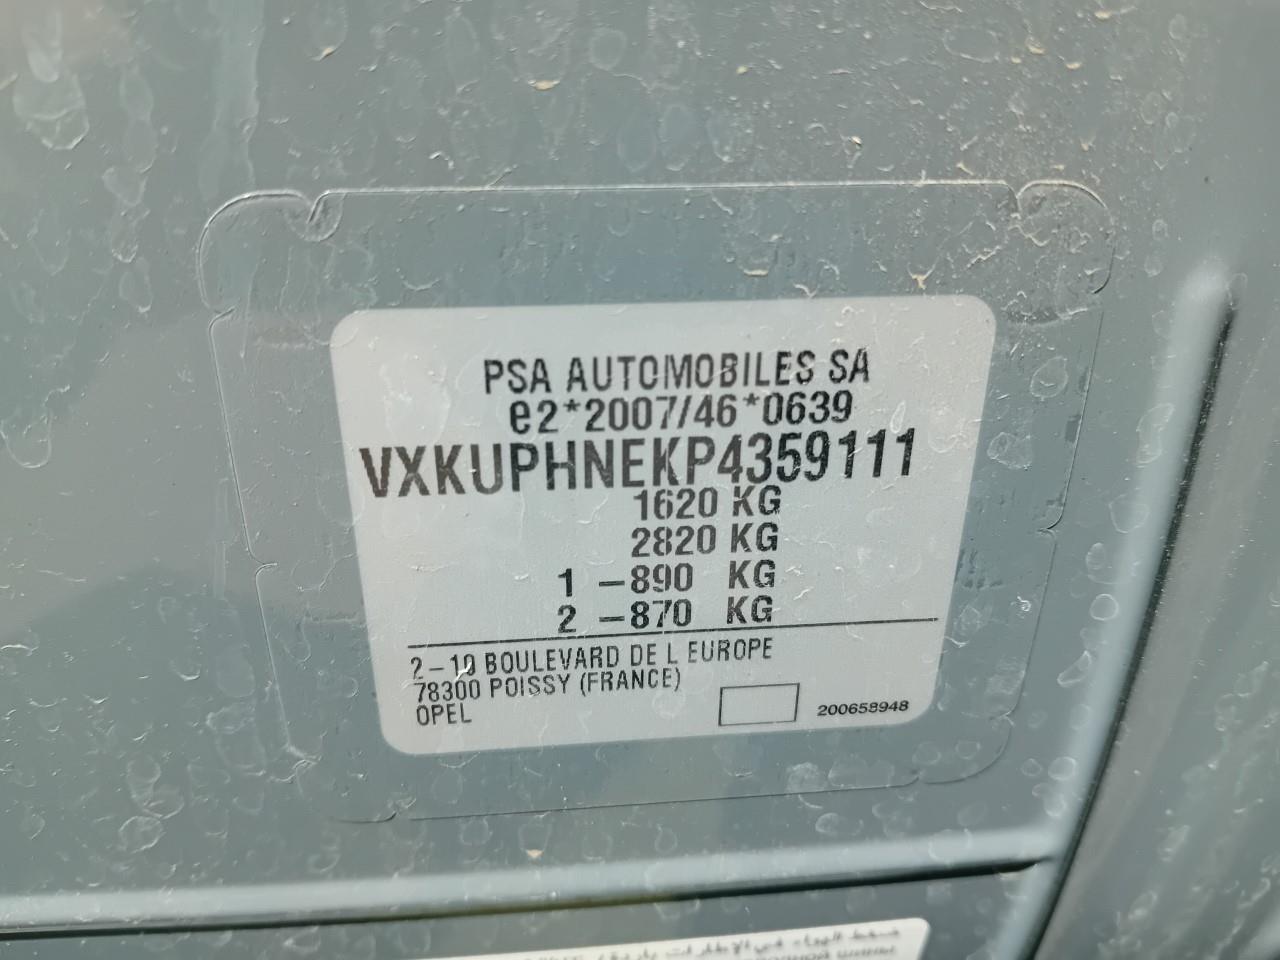 PSA AUTOMOBILES SA
e2*2007/46*0639
VXKUPHNEKP4359111
1620 KG
2820 KG
1 -890 KG
2 -870 KG
2-10 BOULEVARD DE L EUROPE
78300 POISSY (FRANCE)
OPEL
200658948